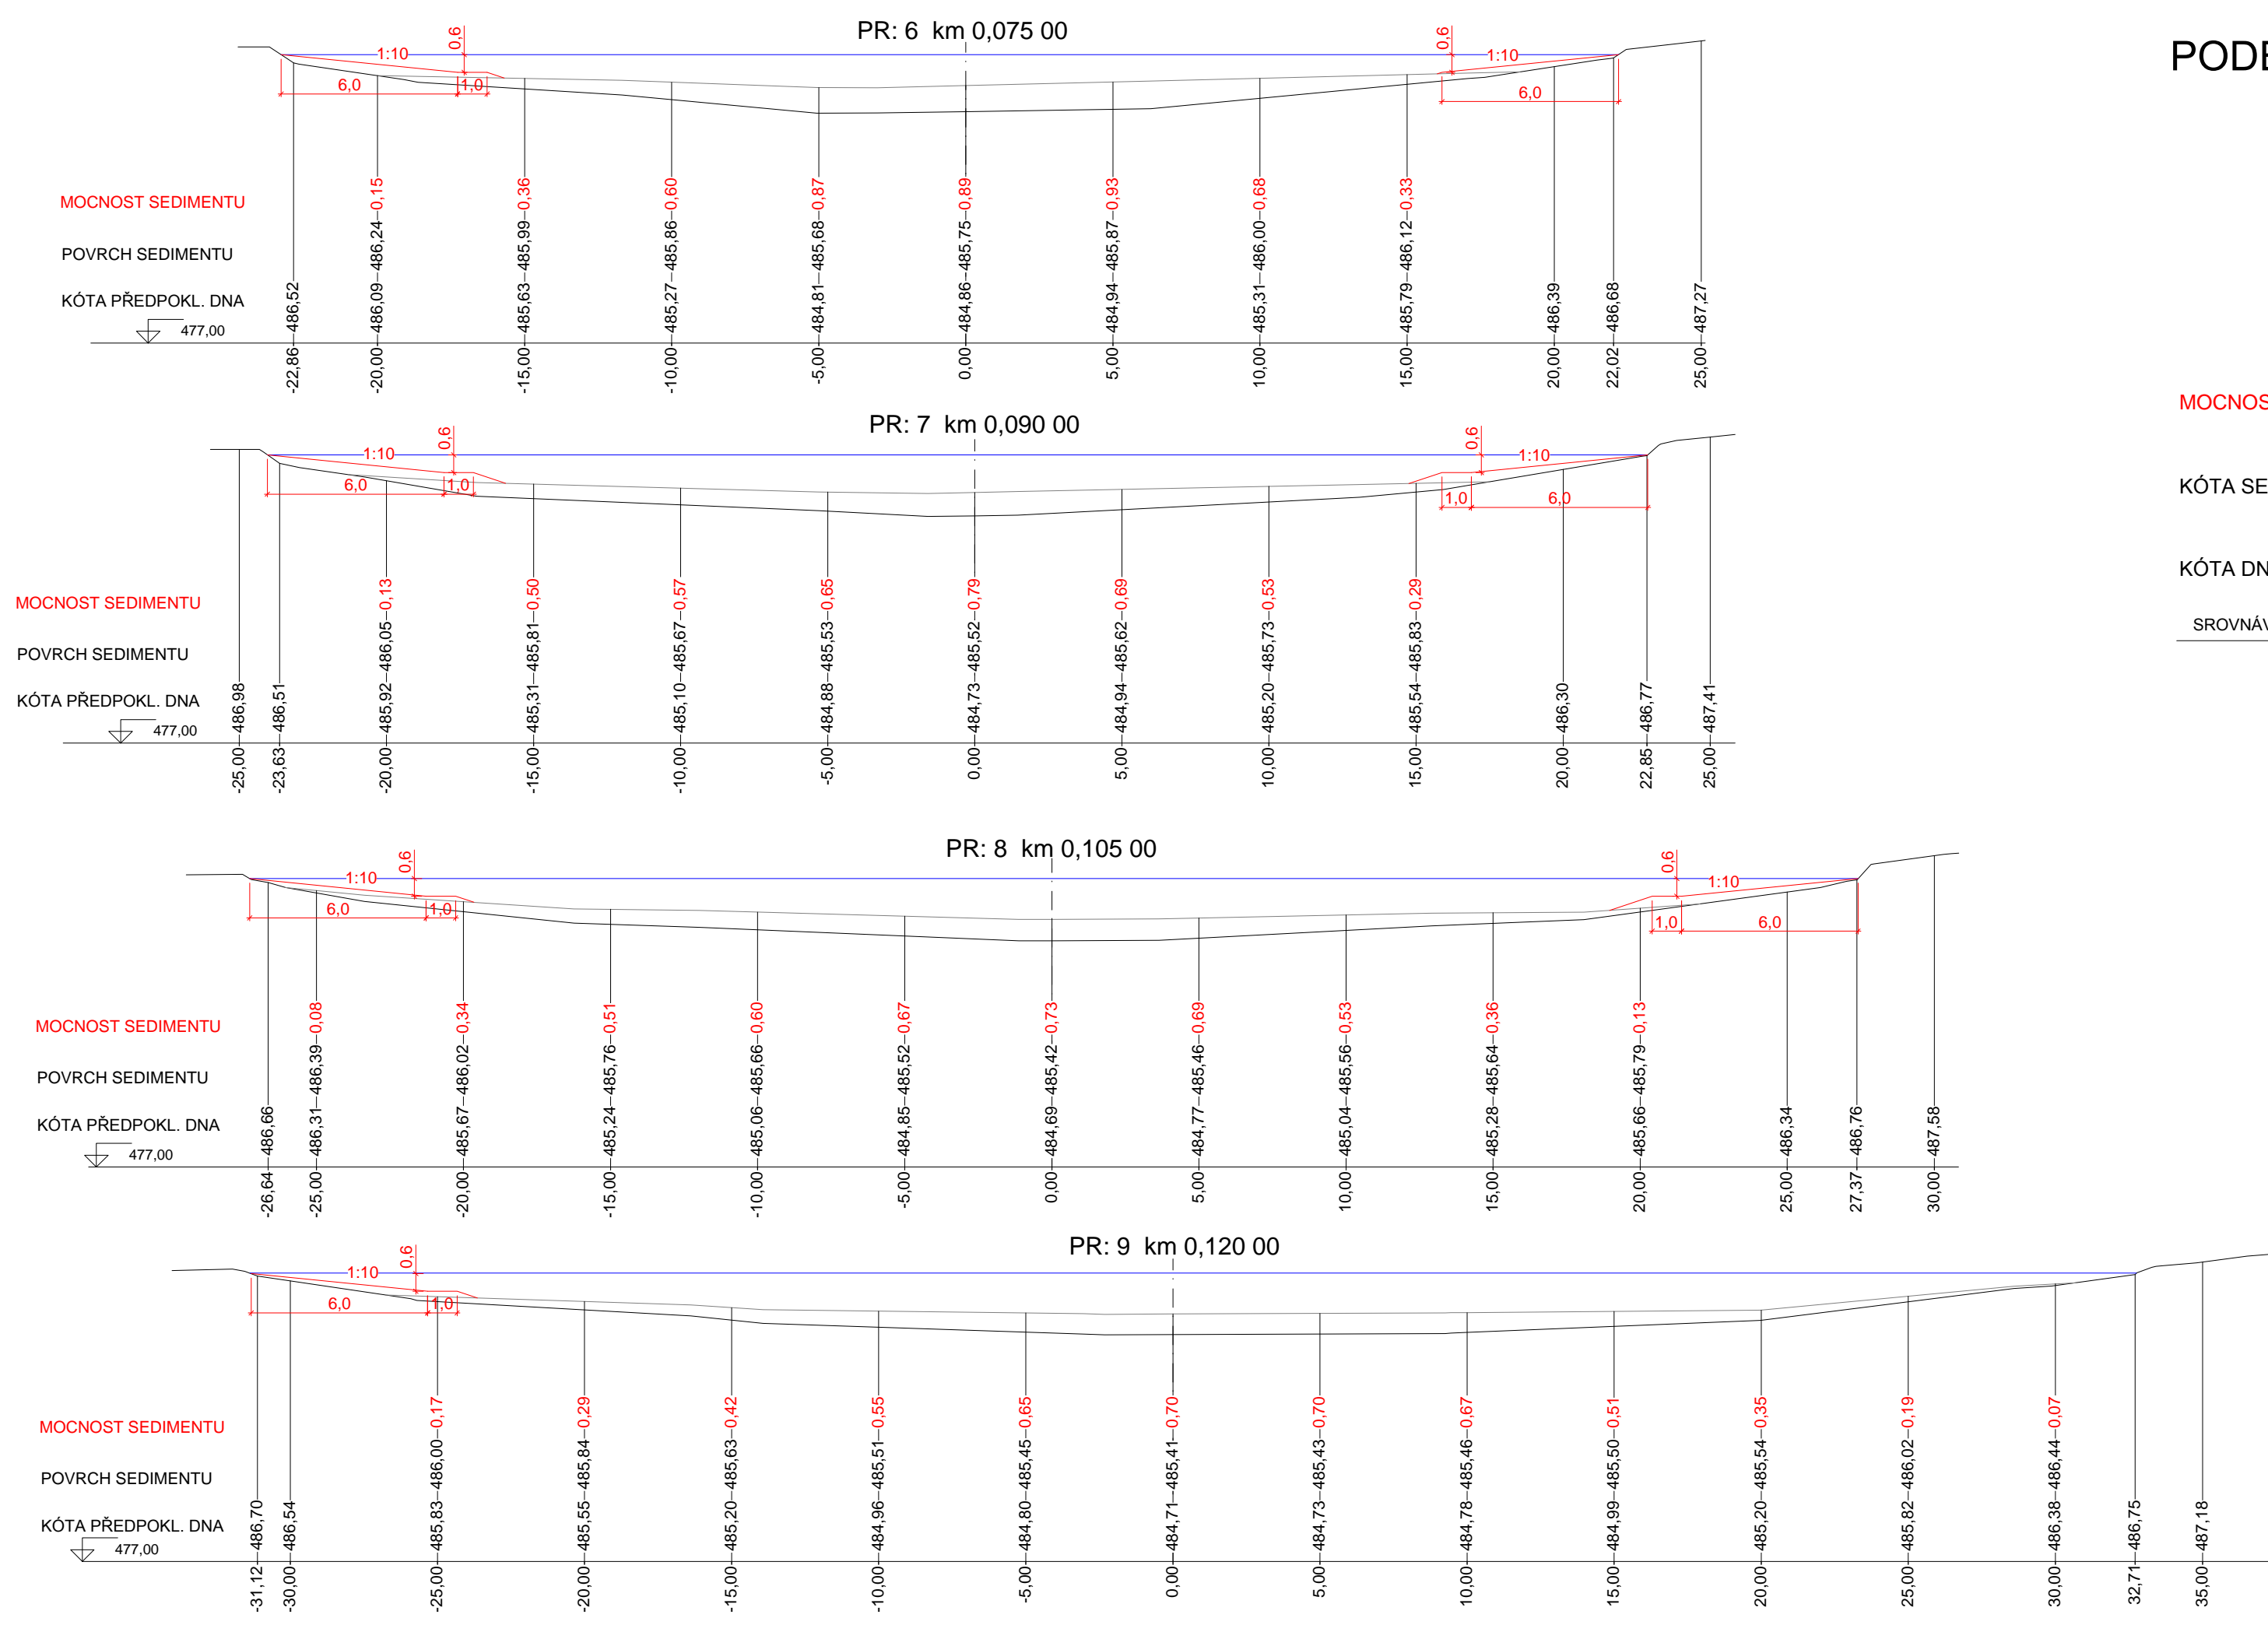 PR: 6 km 0,075 00
PODE
0,6 1:10 6,0 1,0
0,6 1:10 6,0
MOCNOST SEDIMENTU
0,15 0,36 0,60 0,87 0,89 0,93 0,68 0,33
POVRCH SEDIMENTU
486,24 485,99 485,86 485,68 485,75 485,87 486,00 486,12
KÓTA PŘEDPOKL. DNA
486,52 486,09 485,63 485,27 484,81 484,86 484,94 485,31 485,79 486,39 486,68 487,27
477,00
-22,86 -20,00 -15,00 -10,00 -5,00 0,00 5,00 10,00 15,00 20,00 22,02 25,00
PR: 7 km 0,090 00
0,6 1:10 6,0 1,0
0,6 1:10 1,0 6,0
MOCNOST SEDIMENTU
0,13 0,50 0,57 0,65 0,79 0,69 0,53 0,29
POVRCH SEDIMENTU
486,05 485,81 485,67 485,53 485,52 485,62 485,73 485,83
KÓTA PŘEDPOKL. DNA
486,98 486,51 485,92 485,31 485,10 484,88 484,73 484,94 485,20 485,54 486,30 486,77 487,41
477,00
-25,00 -23,63 -20,00 -15,00 -10,00 -5,00 0,00 5,00 10,00 15,00 20,00 22,85 25,00
MOCNOS
KÓTA SE
KÓTA DN
SROVNÁV
PR: 8 km 0,105 00
0,6 1:10 6,0 1,0
0,6 1:10 1,0 6,0
MOCNOST SEDIMENTU
0,08 0,34 0,51 0,60 0,67 0,73 0,69 0,53 0,36 0,13
POVRCH SEDIMENTU
486,39 486,02 485,76 485,66 485,52 485,42 485,46 485,56 485,64 485,79
KÓTA PŘEDPOKL. DNA
486,66 486,31 485,67 485,24 485,06 484,85 484,69 484,77 485,04 485,28 485,66 486,34 486,76 487,58
477,00
-26,64 -25,00 -20,00 -15,00 -10,00 -5,00 0,00 5,00 10,00 15,00 20,00 25,00 27,37 30,00
PR: 9 km 0,120 00
0,6 1:10 6,0 1,0
MOCNOST SEDIMENTU
0,17 0,29 0,42 0,55 0,65 0,70 0,70 0,67 0,51 0,35 0,19 0,07
POVRCH SEDIMENTU
486,00 485,84 485,63 485,51 485,45 485,41 485,43 485,46 485,50 485,54 486,02 486,44
KÓTA PŘEDPOKL. DNA
486,70 486,54 485,83 485,55 485,20 484,96 484,80 484,71 484,73 484,78 484,99 485,20 485,82 486,38 486,75 487,18
477,00
-31,12 -30,00 -25,00 -20,00 -15,00 -10,00 -5,00 0,00 5,00 10,00 15,00 20,00 25,00 30,00 32,71 35,00